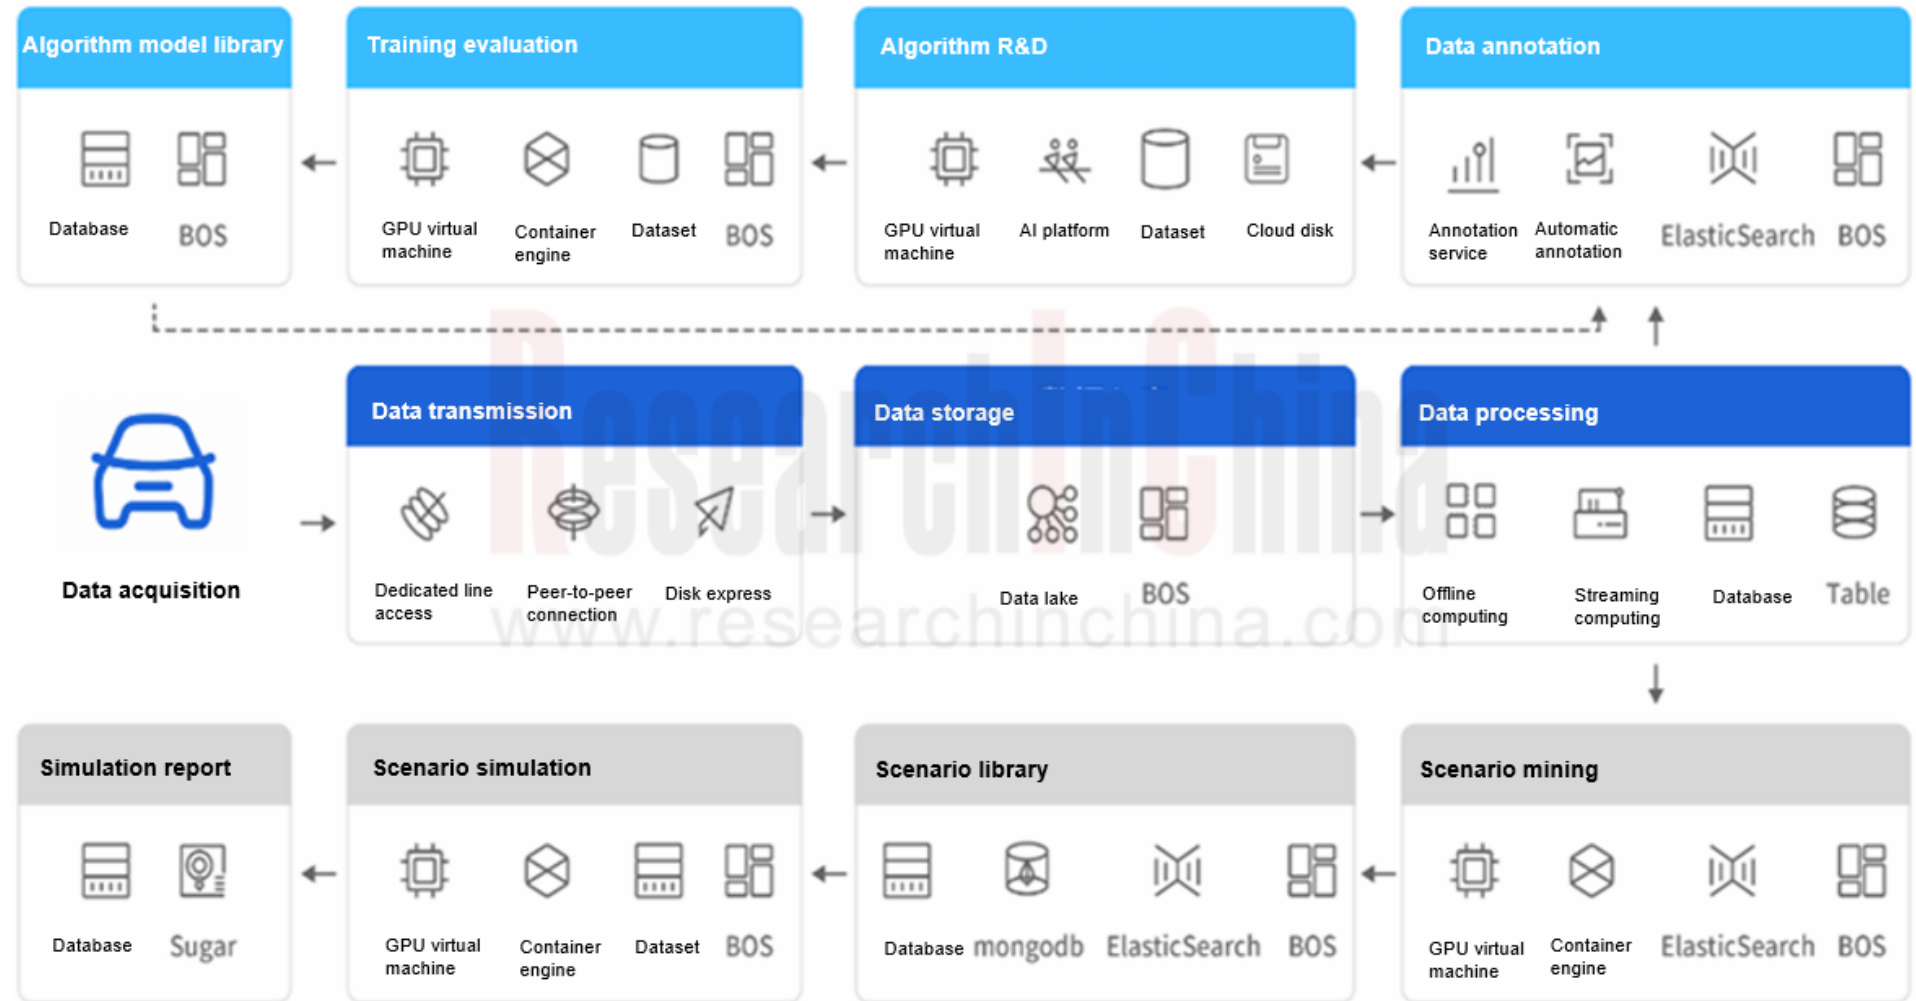 Algorithm model library
Database
BOS
Training evaluation
GPU virtual
machine
Container
engine
Dataset
BOS
Algorithm R&D
GPU virtual
machine
AI platform
Dataset
Cloud disk
Data annotation
Annotation
service
Automatic
annotation
ElasticSearch
BOS
Data acquisition
Data transmission
Dedicated line
access
Peer-to-peer
connection
Disk express
Data storage
Data lake
BOS
Data processing
Offline
computing
Streaming
computing
Database
Table
ResearchInChina
www.researchinchina.com
Simulation report
Database
Sugar
Scenario simulation
GPU virtual
machine
Container
engine
Dataset
BOS
Scenario library
Database
mongodb
ElasticSearch
BOS
Scenario mining
GPU virtual
machine
Container
engine
ElasticSearch
BOS